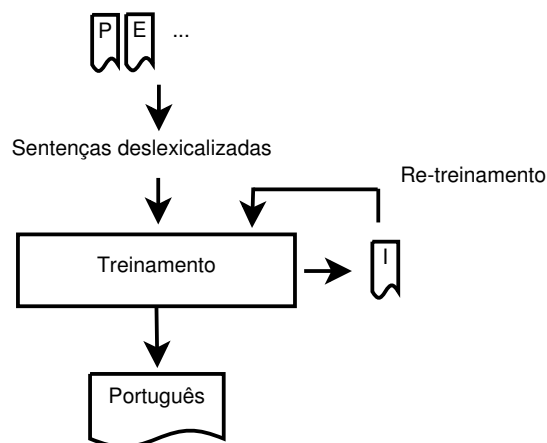 P E ...
Sentenças deslexicalizadas
Re-treinamento
Treinamento
I
Português